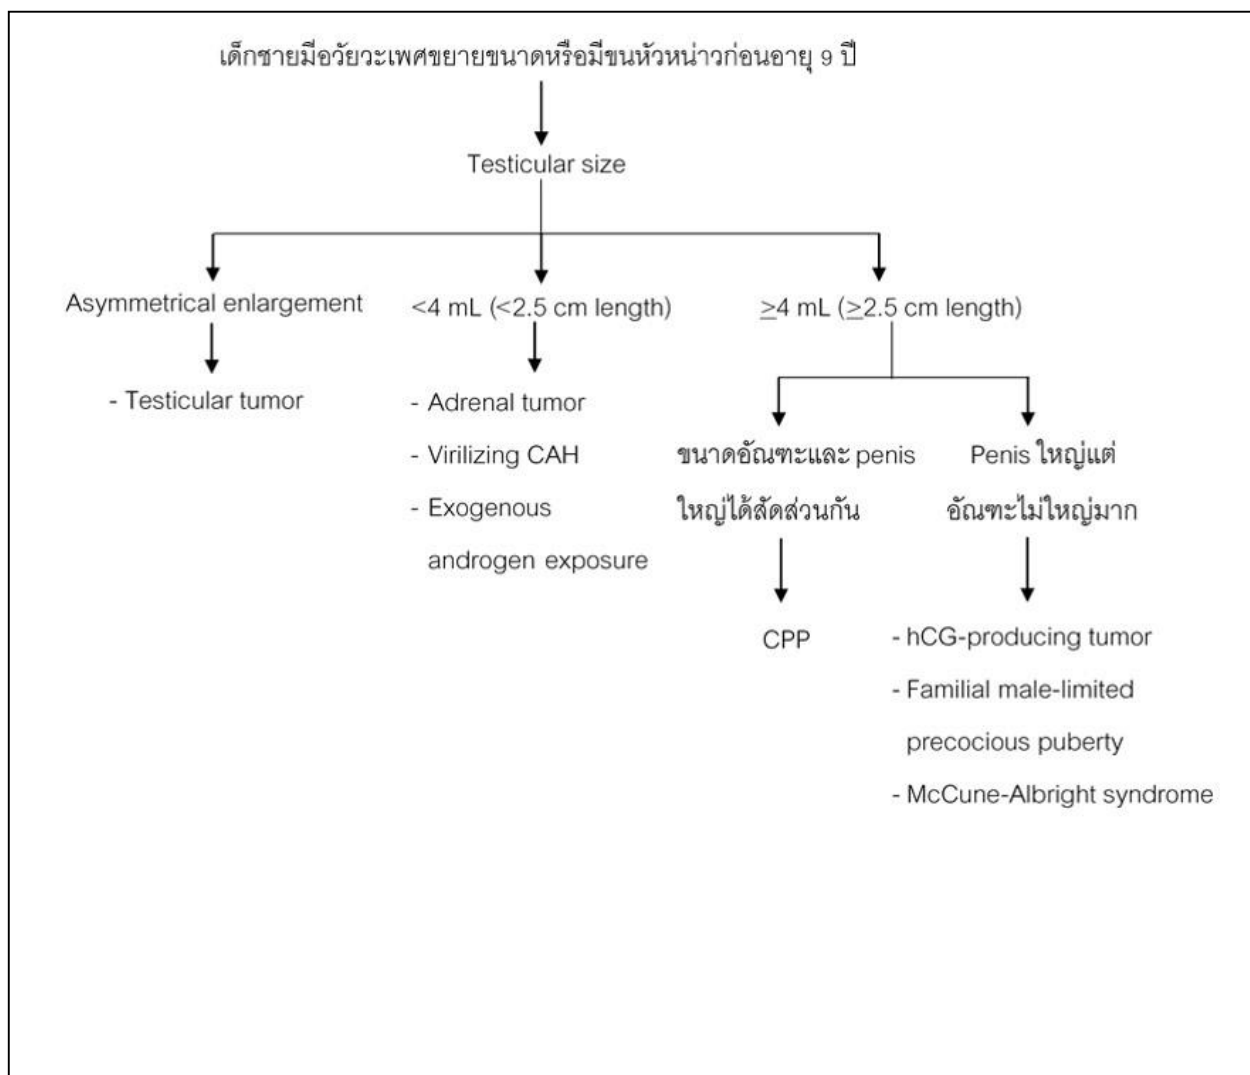 เด็กชายมีอวัยวะเพศขยายขนาดหรือมีขนหัวหน่าวก่อนอายุ 9 ปี
Testicular size
Asymmetrical enlargement
- Testicular tumor
<4 mL (<2.5 cm length)
- Adrenal tumor
- Virilizing CAH
- Exogenous
androgen exposure
≥4 mL (≥2.5 cm length)
ขนาดอัณฑะและ penis
ใหญ่ได้สัดส่วนกัน
CPP
Penis ใหญ่แต่
อัณฑะไม่ใหญ่มาก
- hCG-producing tumor
- Familial male-limited
precocious puberty
- McCune-Albright syndrome